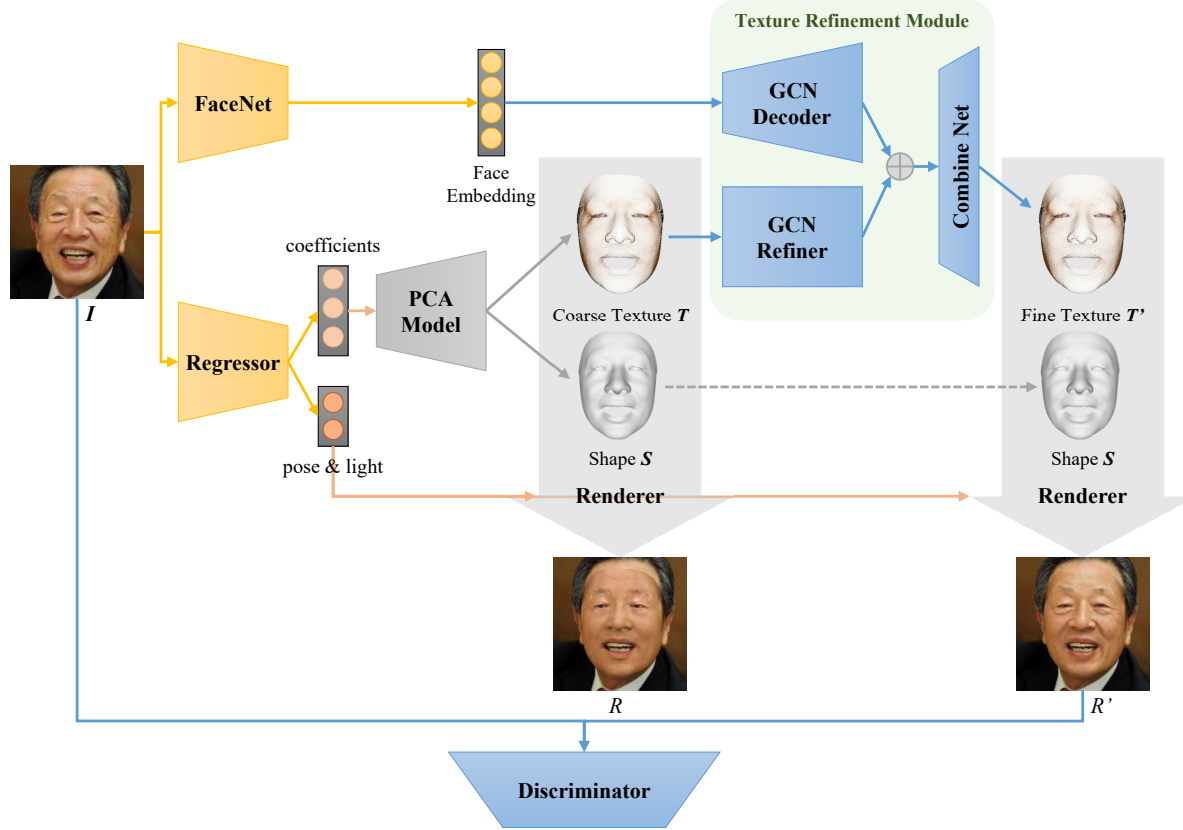 Texture Refinement Module
FaceNet
GCN
Decoder
Combine Net
Face
Embedding
I
coefficients
PCA
Model
Coarse Texture T
GCN
Refiner
Fine Texture T’
Regressor
pose & light
Shape S
Shape S
Renderer
Renderer
R
R’
Discriminator